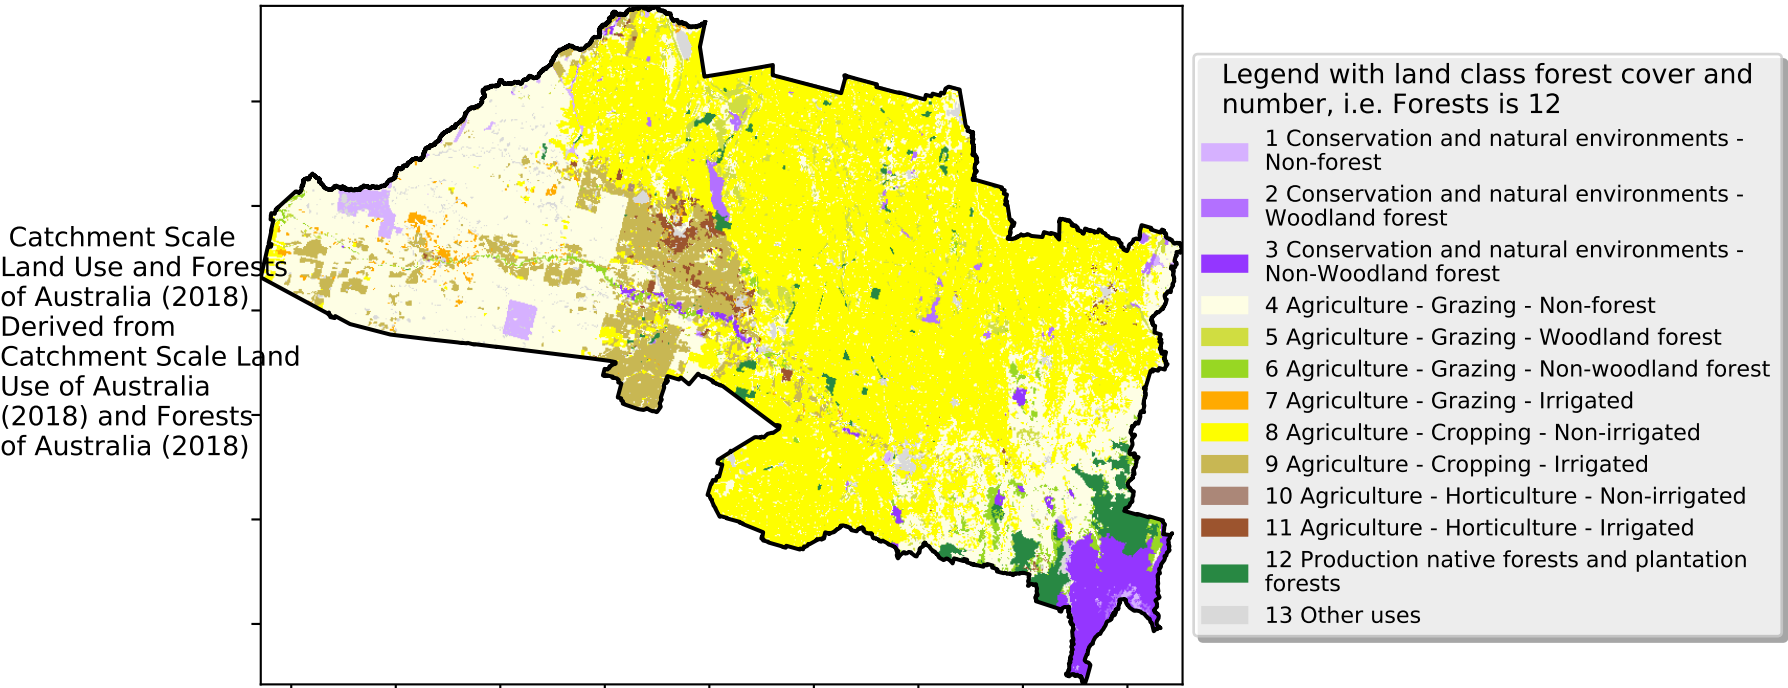 Catchment Scale
Land Use and Forests
of Australia (2018)
Derived from
Catchment Scale Land
Use of Australia
(2018) and Forests
of Australia (2018)
Legend with land class forest cover and
number, i.e. Forests is 12
1 Conservation and natural environments -
Non-forest
2 Conservation and natural environments -
Woodland forest
3 Conservation and natural environments -
Non-Woodland forest
4 Agriculture - Grazing - Non-forest
5 Agriculture - Grazing - Woodland forest
6 Agriculture - Grazing - Non-woodland forest
7 Agriculture - Grazing - Irrigated
8 Agriculture - Cropping - Non-irrigated
9 Agriculture - Cropping - Irrigated
10 Agriculture - Horticulture - Non-irrigated
11 Agriculture - Horticulture - Irrigated
12 Production native forests and plantation
forests
13 Other uses